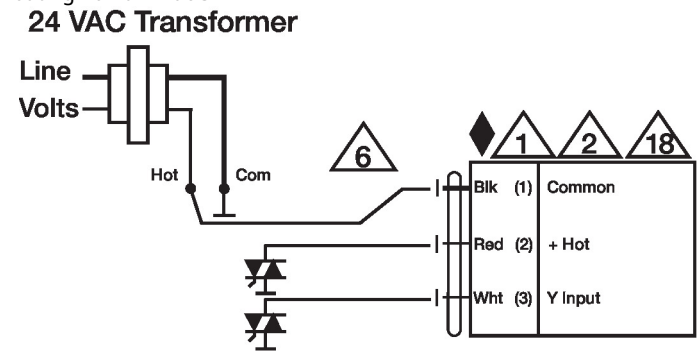 24 VAC Transformer
Line
Volts
Hot
Com
6
1
2
18
Blk (1) Common
Red (2) + Hot
Wht (3) Y Input